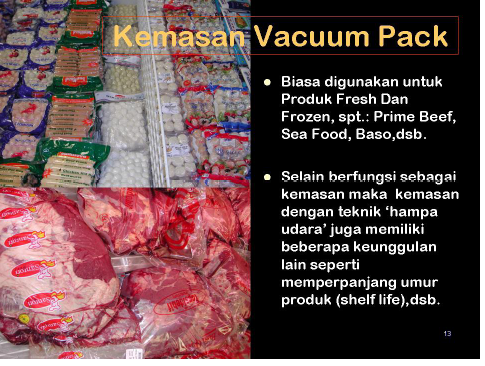 Kemasan Vacuum Pack
Biasa digunakan untuk
Produk Fresh Dan
Frozen, spt.: Prime Beef,
Sea Food, Baso,dsb.
Selain berfungsi sebagai
kemasan maka kemasan
dengan teknik ‘hampa
udara’ juga memiliki
beberapa keunggulan
lain seperti
memperpanjang umur
produk (shelf life),dsb.
13